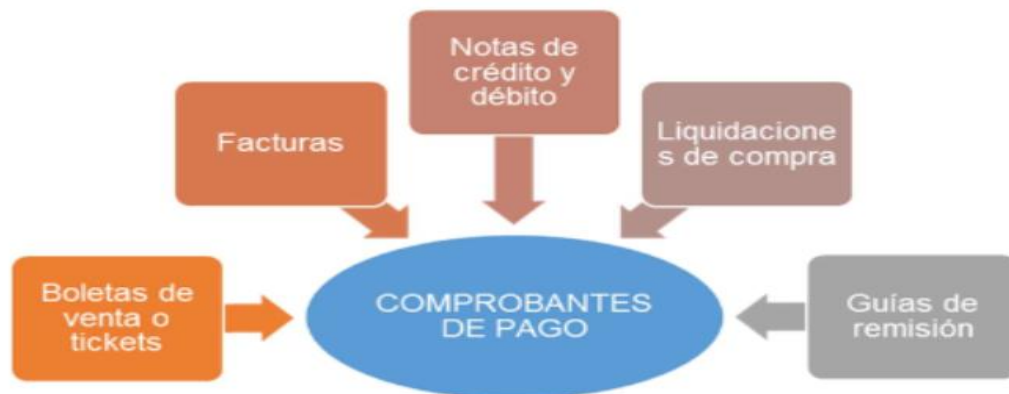 Notas de
crédito y
débito
Facturas
Liquidacione
s de compra
Boletas de
venta o
tickets
COMPROBANTES
DE PAGO
Guías de
remisión